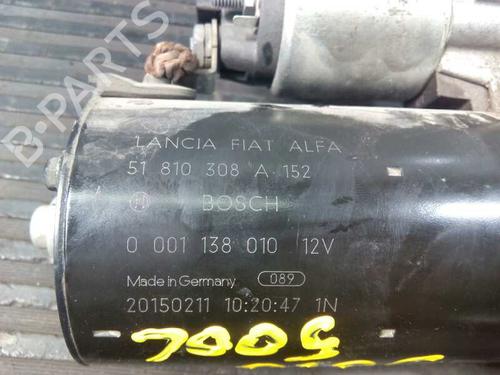 B-PARTS
LANCIA FIAT ALFA
51 810 308 A 152
BOSCH
0 001 138 010 12V
Made in Germany 089
20150211 10:20:47 1N